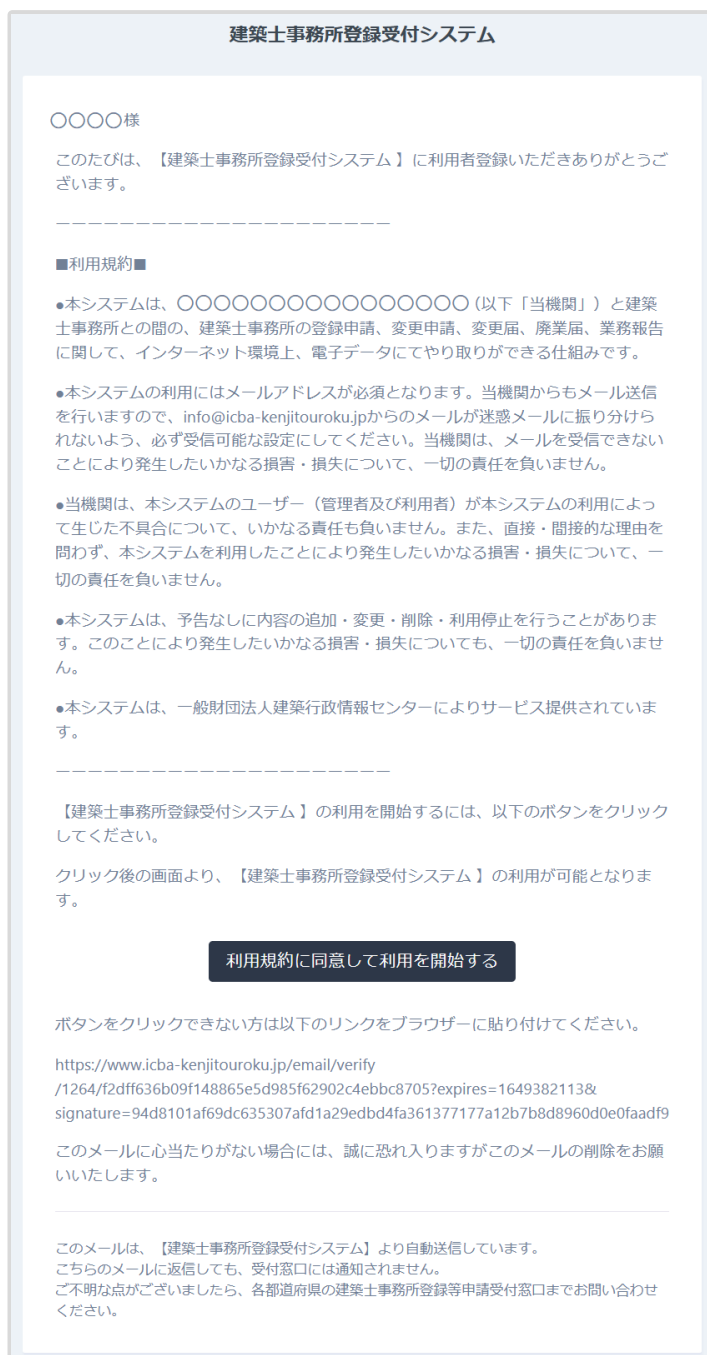 建築士事務所登録受付システム
〇〇〇〇様
このたびは、【建築士事務所登録受付システム 】に利用者登録いただきありがとうご
ざいます。
ーーーーーーーーーーーーーーーーーーーーー
■利用規約■
●本システムは、〇〇〇〇〇〇〇〇〇〇〇〇〇〇〇〇(以下「当機関」）と建築
士事務所との間の、建築士事務所の登録申請、変更申請、変更届、廃業届、業務報告
に関して、インターネット環境上、電子データにてやり取りができる仕組みです。
●本システムの利用にはメールアドレスが必須となります。当機関からもメール送信
を行いますので、info@icba-kenjitouroku.jpからのメールが迷惑メールに振り分けら
れないよう、必ず受信可能な設定にしてください。当機関は、メールを受信できない
ことにより発生したいかなる損害・損失について、一切の責任を負いません。
●当機関は、本システムのユーザー（管理者及び利用者）が本システムの利用によっ
て生じた不具合について、いかなる責任も負いません。また、直接・間接的な理由を
問わず、本システムを利用したことにより発生したいかなる損害・損失について、一
切の責任を負いません。
●本システムは、予告なしに内容の追加・変更・削除・利用停止を行うことがありま
す。このことにより発生したいかなる損害・損失についても、一切の責任を負いませ
ん。
●本システムは、一般財団法人建築行政情報センターによりサービス提供されていま
す。
ーーーーーーーーーーーーーーーーーーーーー
【建築士事務所登録受付システム 】の利用を開始するには、以下のボタンをクリック
してください。
クリック後の画面より、【建築士事務所登録受付システム 】の利用が可能となりま
す。
利用規約に同意して利用を開始する
ボタンをクリックできない方は以下のリンクをブラウザーに貼り付けてください。
https://www.icba-kenjitouroku.jp/email/verify
/1264/f2dff636b09f148865e5d985f62902c4ebbc8705?expires=1649382113&
signature=94d8101af69dc635307afd1a29edbd4fa361377177a12b7b8d8960d0e0faadf9
このメールに心当たりがない場合には、誠に恐れ入りますがこのメールの削除をお願
いいたします。
このメールは、【建築士事務所登録受付システム】より自動送信しています。
こちらのメールに返信しても、受付窓口には通知されません。
ご不明な点がございましたら、各都道府県の建築士事務所登録等申請受付窓口までお問い合わせ
ください。